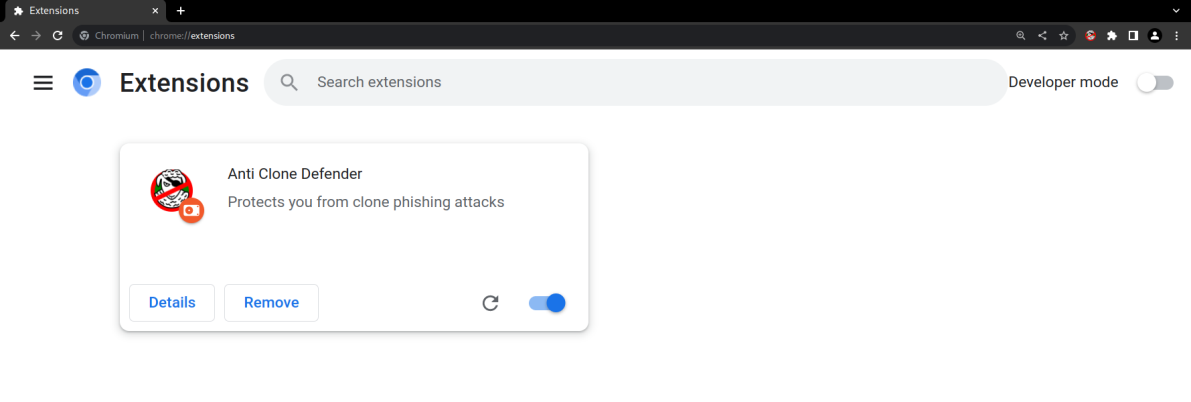 Extensions
Chromium | chrome://extensions
Extensions
Search extensions
Developer mode
Anti Clone Defender
Protects you from clone phishing attacks
Details
Remove